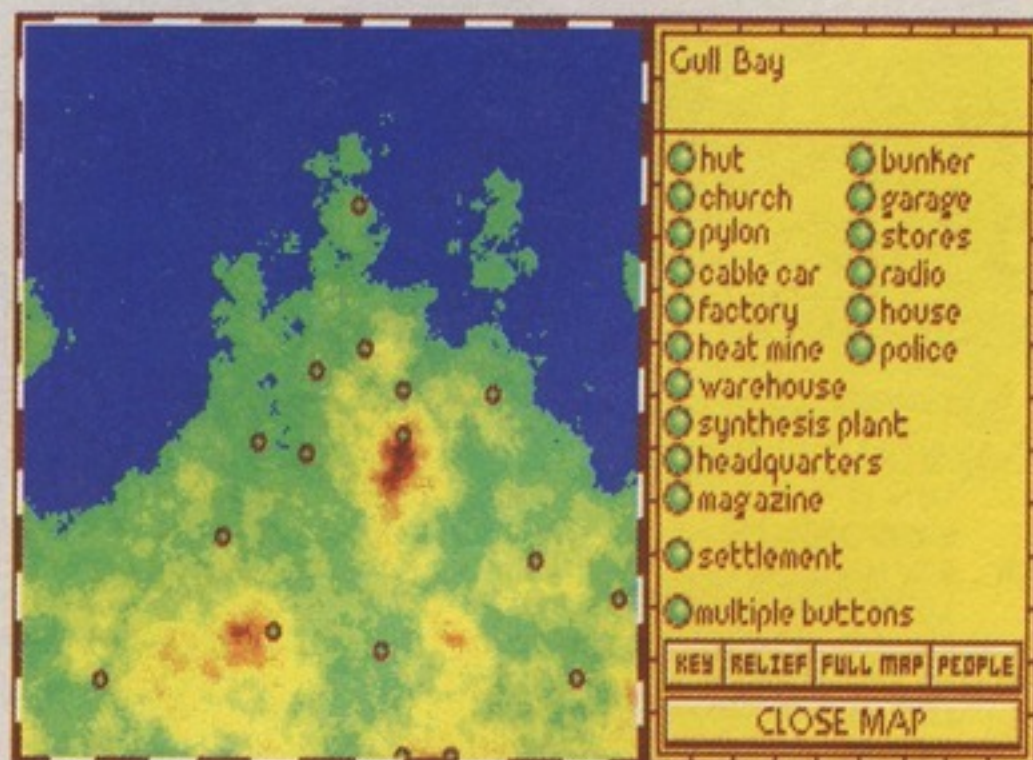 Gull Bay
hut
bunker
church
garage
pylon
stores
cable car
radio
factory
house
heat mine
police
warehouse
synthesis plant
headquarters
magazine
settlement
multiple buttons
KEY RELIEF FULL MAP PEOPLE
CLOSE MAP